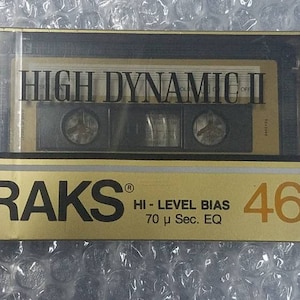 HIGH DYNAMIC II
RAKS® HI - LEVEL BIAS 46
70 µ Sec. EQ